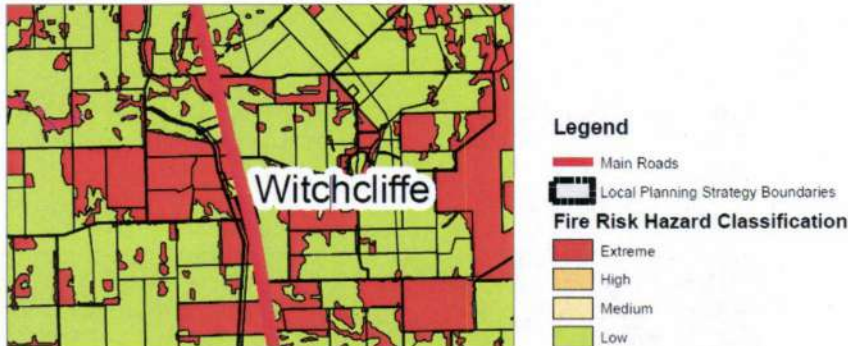 Witchcliffe
Legend
Main Roads
Local Planning Strategy Boundaries
Fire Risk Hazard Classification
Extreme
High
Medium
Low